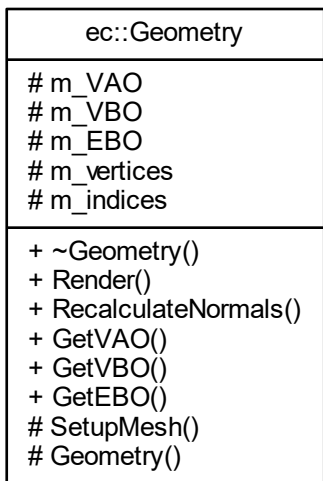 ec::Geometry
# m_VAO
# m_VBO
# m_EBO
# m_vertices
# m_indices
+ ~Geometry()
+ Render()
+ RecalculateNormals()
+ GetVAO()
+ GetVBO()
+ GetEBO()
# SetupMesh()
# Geometry()